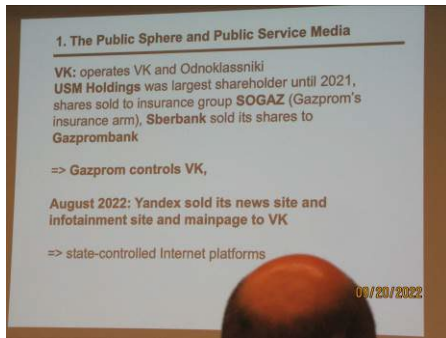 1. The Public Sphere and Public Service Media
VK: operates VK and Odnoklassniki
USM Holdings was largest shareholder until 2021,
shares sold to insurance group SOGAZ (Gazprom's
insurance arm), Sberbank sold its shares to
Gazprombank
=> Gazprom controls VK,
August 2022: Yandex sold its news site and
infotainment site and mainpage to VK
=> state-controlled Internet platforms
09/20/2022